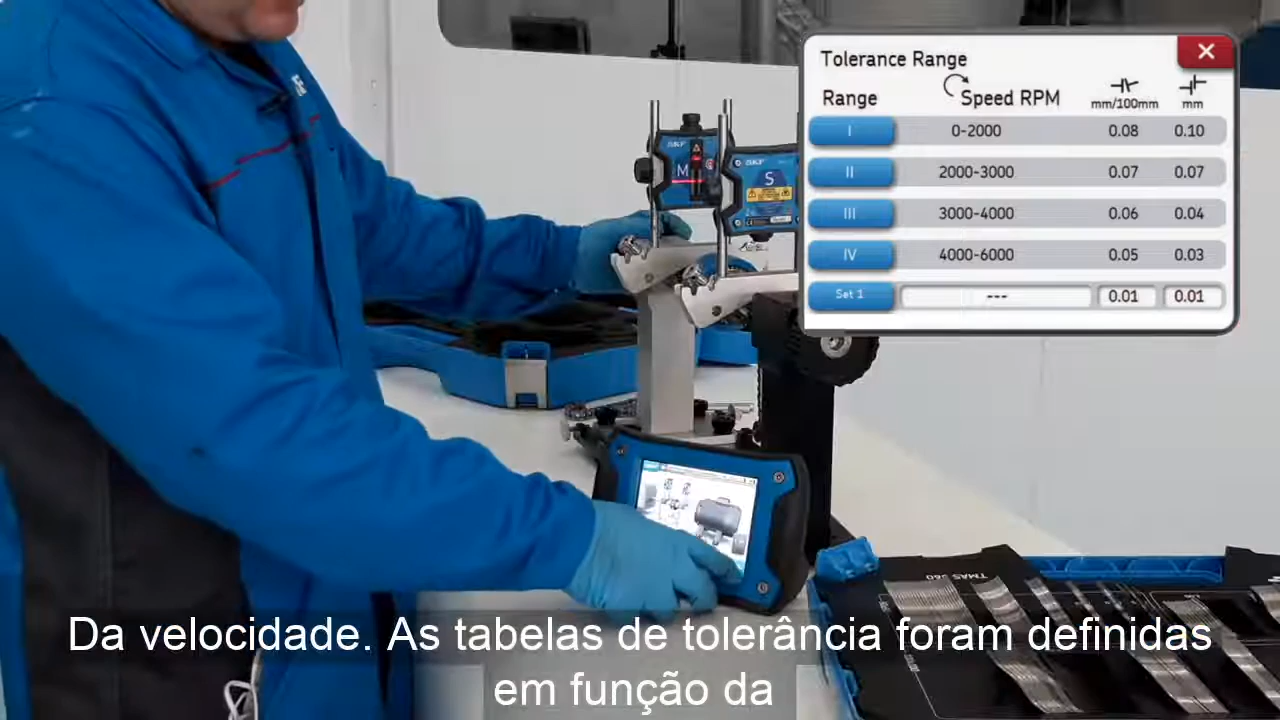 Tolerance Range
Range Speed RPM mm/100mm mm
I 0-2000 0.08 0.10
II 2000-3000 0.07 0.07
III 3000-4000 0.06 0.04
IV 4000-6000 0.05 0.03
Set 1 --- 0.01 0.01
SKF
M
SKF
S
TMAS 360
Da velocidade. As tabelas de tolerância foram definidas
em função da